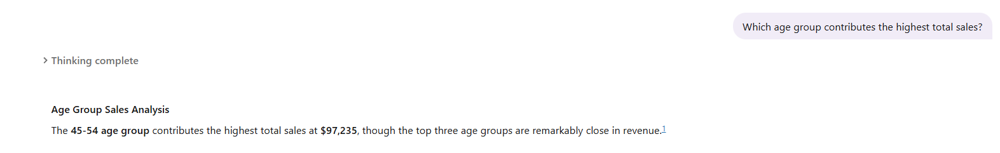 Which age group contributes the highest total sales?
Thinking complete
Age Group Sales Analysis
The 45-54 age group contributes the highest total sales at $97,235, though the top three age groups are remarkably close in revenue.1